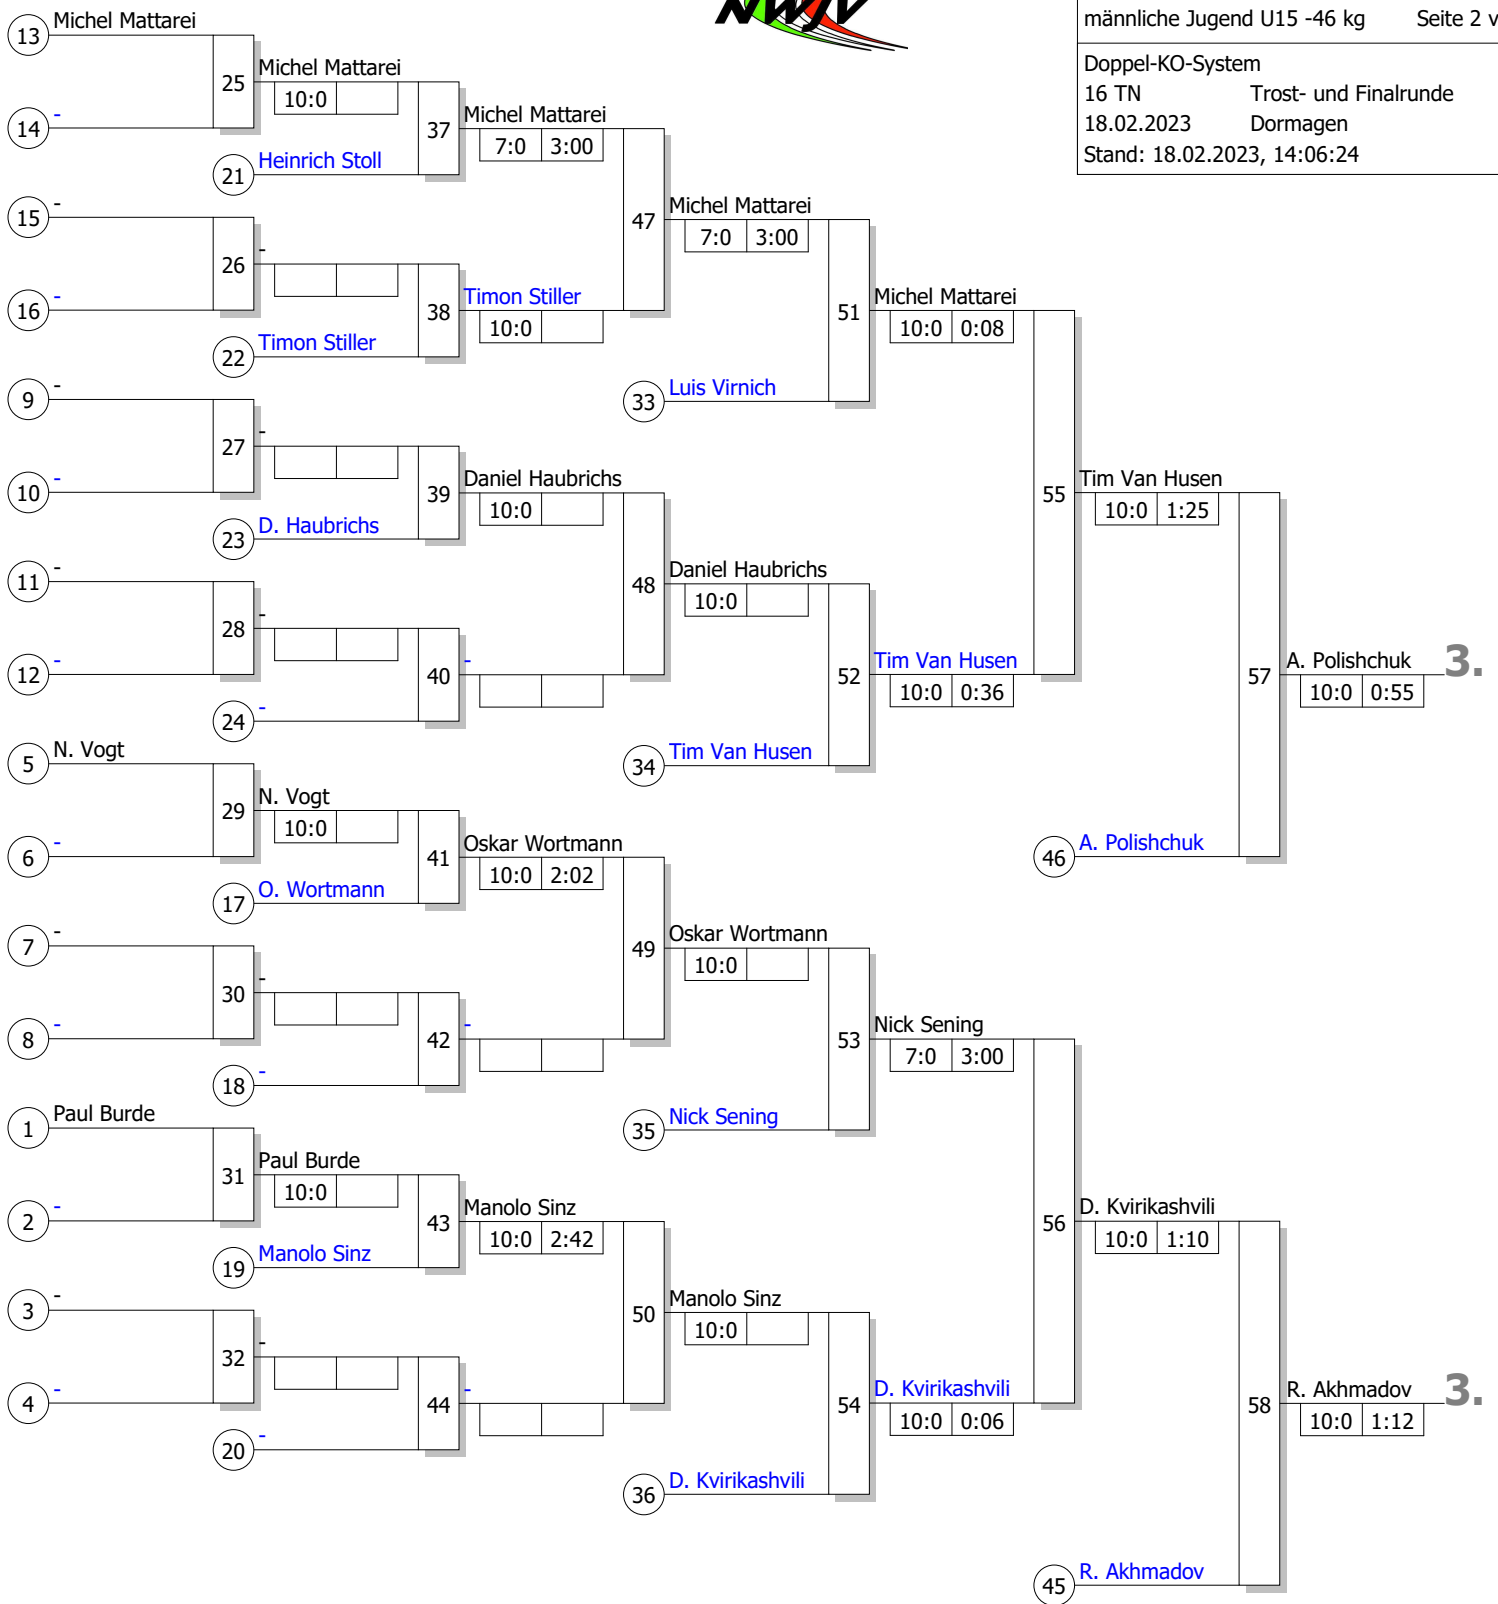 NWJV
männliche Jugend U15 -46 kg Seite 2 v
Doppel-KO-System
16 TN Trost- und Finalrunde
18.02.2023 Dormagen
Stand: 18.02.2023, 14:06:24
13 Michel Mattarei
14 -
25 Michel Mattarei
10:0
21 Heinrich Stoll
37 Michel Mattarei
7:0 3:00
15 -
16 -
26 -
22 Timon Stiller
38 Timon Stiller
10:0
47 Michel Mattarei
7:0 3:00
33 Luis Virnich
51 Michel Mattarei
10:0 0:08
9 -
10 -
27 -
23 D. Haubrichs
39 Daniel Haubrichs
10:0
11 -
12 -
28 -
24 -
40 -
48 Daniel Haubrichs
10:0
34 Tim Van Husen
52 Tim Van Husen
10:0 0:36
55 Tim Van Husen
10:0 1:25
46 A. Polishchuk
57 A. Polishchuk 3.
10:0 0:55
5 N. Vogt
6 -
29 N. Vogt
10:0
17 O. Wortmann
41 Oskar Wortmann
10:0 2:02
7 -
8 -
30 -
18 -
42 -
49 Oskar Wortmann
10:0
35 Nick Sening
53 Nick Sening
7:0 3:00
1 Paul Burde
2 -
31 Paul Burde
10:0
19 Manolo Sinz
43 Manolo Sinz
10:0 2:42
3 -
4 -
32 -
20 -
44 -
50 Manolo Sinz
10:0
36 D. Kvirikashvili
54 D. Kvirikashvili
10:0 0:06
56 D. Kvirikashvili
10:0 1:10
45 R. Akhmadov
58 R. Akhmadov 3.
10:0 1:12